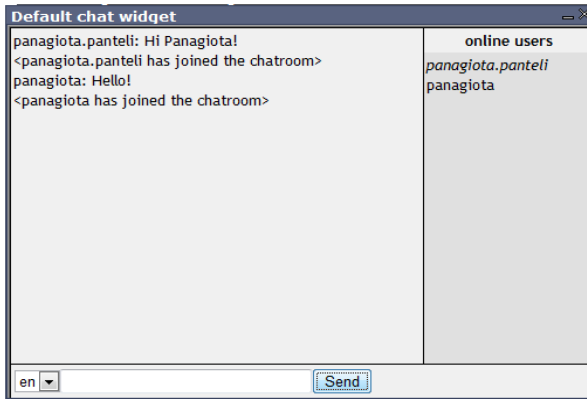 Default chat widget
panagiota.panteli: Hi Panagiota!
<panagiota.panteli has joined the chatroom>
panagiota: Hello!
<panagiota has joined the chatroom>
online users
panagiota.panteli
panagiota
en
Send